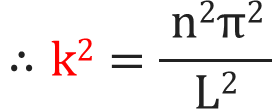 ∴ k² = n²π² / L²